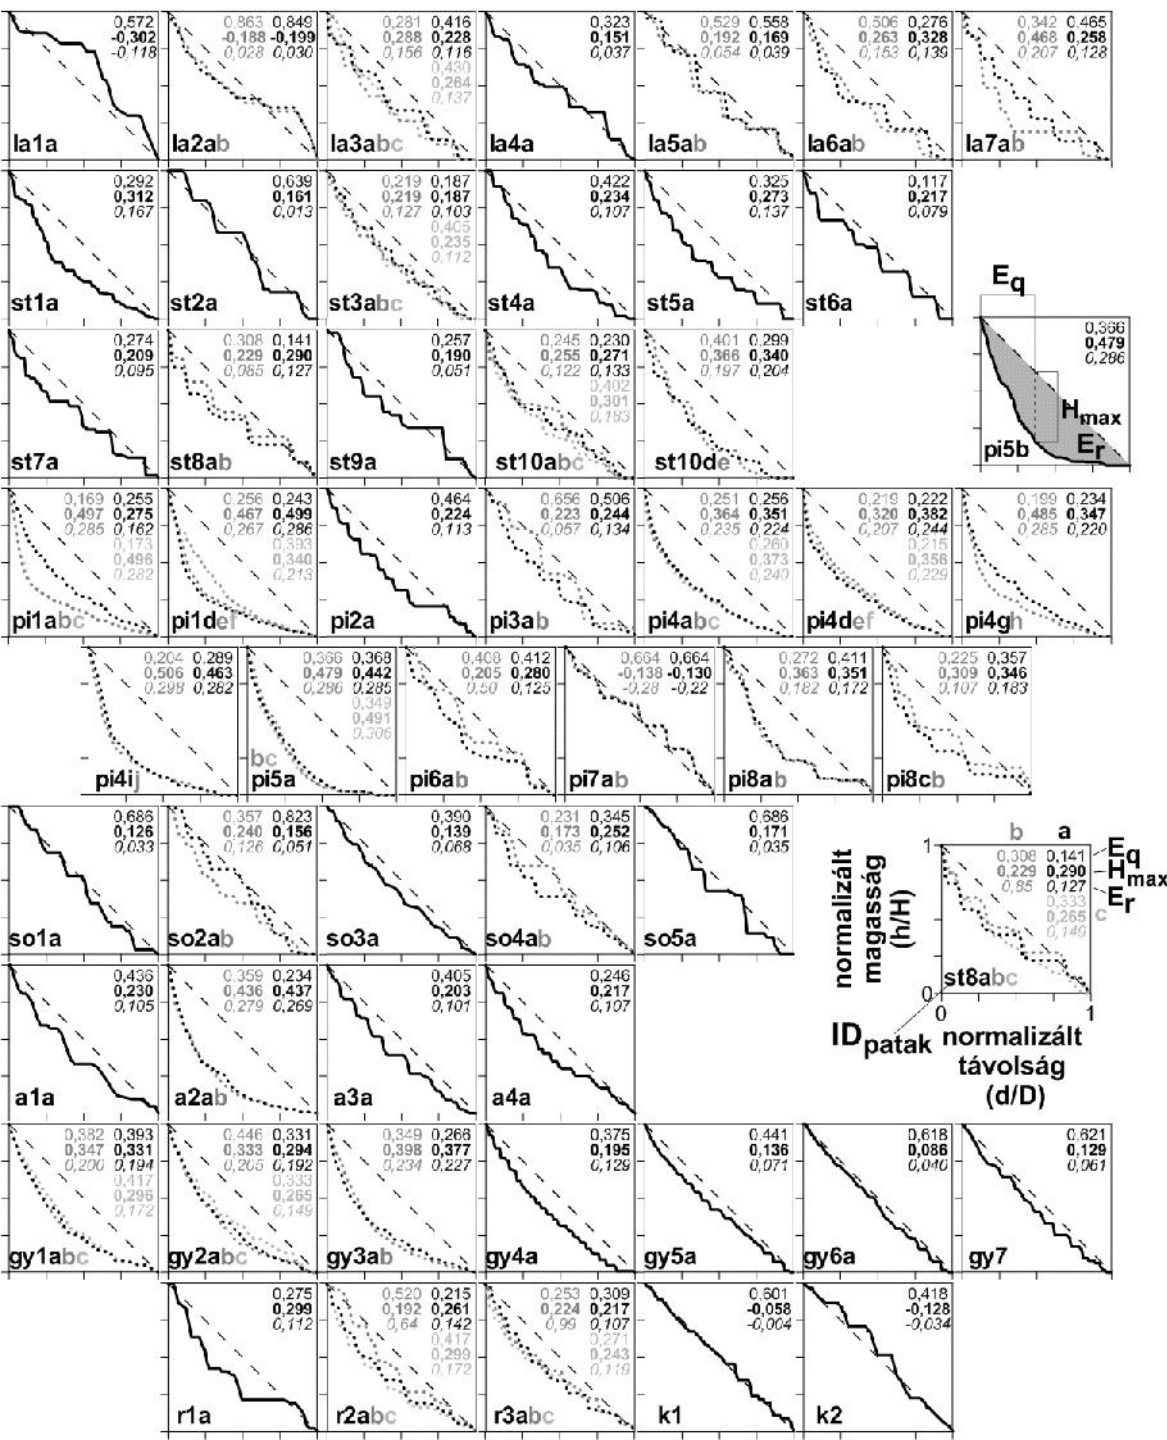 0,572
-0,302
-0,118
la1a
0,863 0,849
-0,188 -0,199
0,028 0,030
la2ab
0,281 0,416
0,288 0,228
0,156 0,116
0,430
0,264
0,137
la3abc
0,323
0,151
0,037
la4a
0,529 0,558
0,192 0,169
0,054 0,039
la5ab
0,506 0,276
0,263 0,328
0,153 0,139
la6ab
0,342 0,465
0,468 0,258
0,207 0,128
la7ab
0,292
0,312
0,167
st1a
0,639
0,161
0,013
st2a
0,219 0,187
0,219 0,187
0,127 0,103
0,405
0,235
0,112
st3abc
0,422
0,234
0,107
st4a
0,325
0,273
0,137
st5a
0,117
0,217
0,079
st6a
0,274
0,209
0,095
st7a
0,308 0,141
0,229 0,290
0,085 0,127
st8ab
0,257
0,190
0,051
st9a
0,245 0,230
0,255 0,271
0,122 0,133
0,402
0,301
0,183
st10abc
0,401 0,299
0,366 0,340
0,197 0,204
st10de
Eq
0,366
0,479
0,286
Hmax
Er
pi5b
0,169 0,255
0,497 0,275
0,285 0,162
0,173
0,496
0,282
pi1abc
0,256 0,243
0,467 0,499
0,267 0,286
0,393
0,340
0,213
pi1def
0,464
0,224
0,113
pi2a
0,656 0,506
0,223 0,244
0,057 0,134
pi3ab
0,251 0,256
0,364 0,351
0,235 0,224
0,260
0,373
0,240
pi4abc
0,219 0,222
0,320 0,382
0,207 0,244
0,215
0,356
0,229
pi4def
0,199 0,234
0,485 0,347
0,285 0,220
pi4gh
0,204 0,289
0,506 0,463
0,298 0,282
pi4ij
0,366 0,368
0,479 0,442
0,286 0,285
0,349
0,491
0,306
bc
pi5a
0,408 0,412
0,205 0,280
0,50 0,125
pi6ab
0,664 0,664
-0,138 -0,130
-0,28 -0,22
pi7ab
0,272 0,411
0,363 0,351
0,182 0,172
pi8ab
0,225 0,357
0,309 0,346
0,107 0,183
pi8cb
0,686
0,126
0,033
so1a
0,357 0,823
0,240 0,156
0,126 0,051
so2ab
0,390
0,139
0,068
so3a
0,231 0,345
0,173 0,252
0,035 0,106
so4ab
0,686
0,171
0,035
so5a
normalizált
magasság
(h/H)
b a
1
0,308 0,141
0,229 0,290
0,85 0,127
0,333
0,265 c
0,149
Eq
Hmax
Er
st8abc
0
0 1
IDpatak
normalizált
távolság
(d/D)
0,436
0,230
0,105
a1a
0,359 0,234
0,436 0,437
0,279 0,269
a2ab
0,405
0,203
0,101
a3a
0,246
0,217
0,107
a4a
0,382 0,393
0,347 0,331
0,200 0,194
0,417
0,296
0,172
gy1abc
0,446 0,331
0,333 0,294
0,205 0,192
0,333
0,265
0,149
gy2abc
0,349 0,266
0,398 0,377
0,234 0,227
gy3ab
0,375
0,195
0,129
gy4a
0,441
0,136
0,071
gy5a
0,618
0,086
0,040
gy6a
0,621
0,129
0,061
gy7
0,275
0,299
0,112
r1a
0,520 0,215
0,192 0,261
0,64 0,142
0,417
0,299
0,172
r2abc
0,253 0,309
0,224 0,217
0,99 0,107
0,271
0,243
0,119
r3abc
0,601
-0,058
-0,004
k1
0,418
-0,128
-0,034
k2